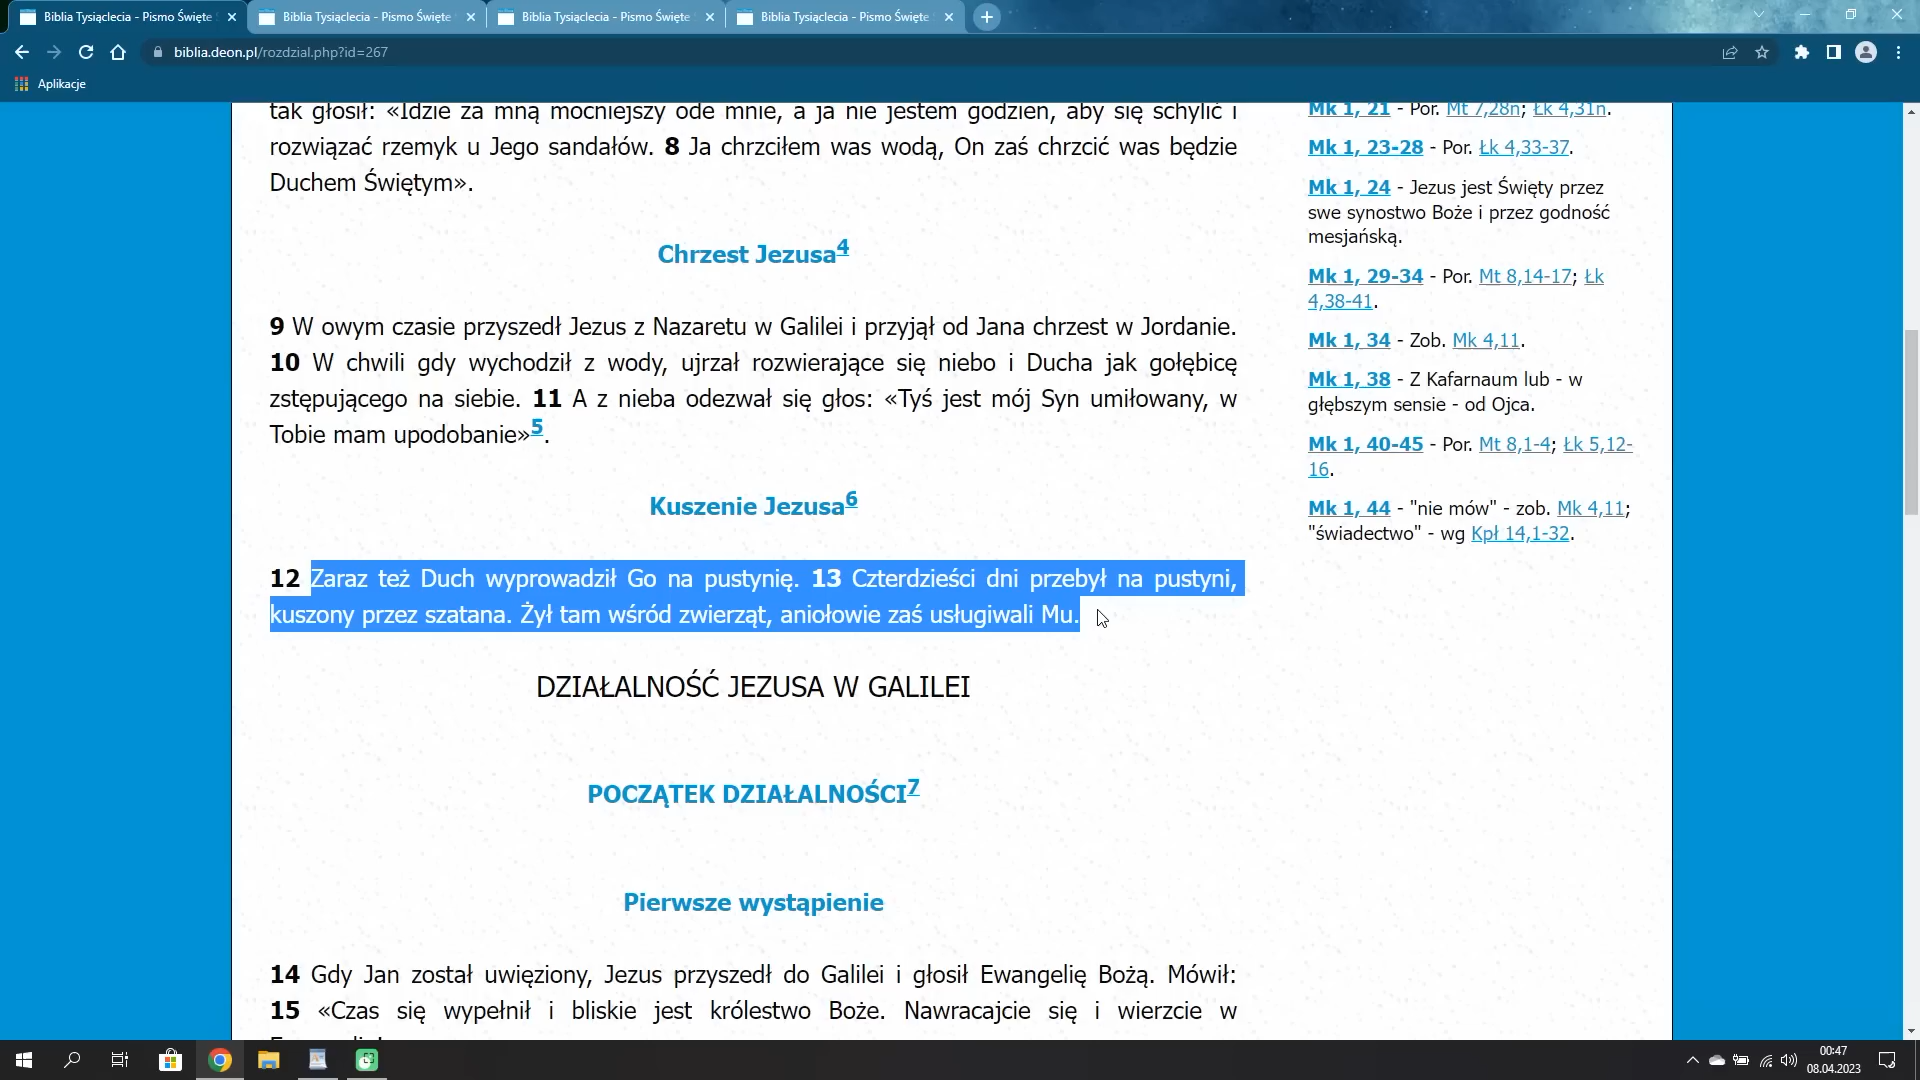 Biblia Tysiąclecia - Pismo Święte
Biblia Tysiąclecia - Pismo Święte
Biblia Tysiąclecia - Pismo Święte
Biblia Tysiąclecia - Pismo Święte
biblia.deon.pl/rozdzial.php?id=267
Aplikacje
tak głosił: «Idzie za mną mocniejszy ode mnie, a ja nie jestem godzien, aby się schylić i
rozwiązać rzemyk u Jego sandałów. 8 Ja chrzciłem was wodą, On zaś chrzcić was będzie
Duchem Świętym».
Chrzest Jezusa4
9 W owym czasie przyszedł Jezus z Nazaretu w Galilei i przyjął od Jana chrzest w Jordanie.
10 W chwili gdy wychodził z wody, ujrzał rozwierające się niebo i Ducha jak gołębicę
zstępującego na siebie. 11 A z nieba odezwał się głos: «Tyś jest mój Syn umiłowany, w
Tobie mam upodobanie»5.
Kuszenie Jezusa6
12 Zaraz też Duch wyprowadził Go na pustynię. 13 Czterdzieści dni przebył na pustyni,
kuszony przez szatana. Żył tam wśród zwierząt, aniołowie zaś usługiwali Mu.
DZIAŁALNOŚĆ JEZUSA W GALILEI
POCZĄTEK DZIAŁALNOŚCI7
Pierwsze wystąpienie
14 Gdy Jan został uwięziony, Jezus przyszedł do Galilei i głosił Ewangelię Bożą. Mówił:
15 «Czas się wypełnił i bliskie jest królestwo Boże. Nawracajcie się i wierzcie w
Mk 1, 21 - Por. Mt 7,28n; Łk 4,31n.
Mk 1, 23-28 - Por. Łk 4,33-37.
Mk 1, 24 - Jezus jest Święty przez
swe synostwo Boże i przez godność
mesjańską.
Mk 1, 29-34 - Por. Mt 8,14-17; Łk
4,38-41.
Mk 1, 34 - Zob. Mk 4,11.
Mk 1, 38 - Z Kafarnaum lub - w
głębszym sensie - od Ojca.
Mk 1, 40-45 - Por. Mt 8,1-4; Łk 5,12-
16.
Mk 1, 44 - "nie mów" - zob. Mk 4,11;
"świadectwo" - wg Kpł 14,1-32.
00:47
08.04.2023